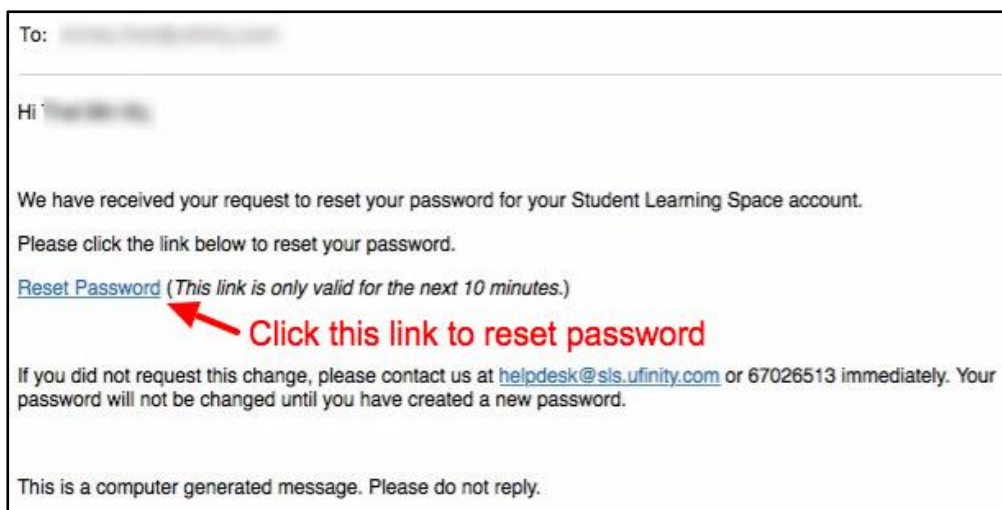 To:
Hi
We have received your request to reset your password for your Student Learning Space account.
Please click the link below to reset your password.
Reset Password (This link is only valid for the next 10 minutes.)
Click this link to reset password
If you did not request this change, please contact us at helpdesk@sls.ufinity.com or 67026513 immediately. Your
password will not be changed until you have created a new password.
This is a computer generated message. Please do not reply.